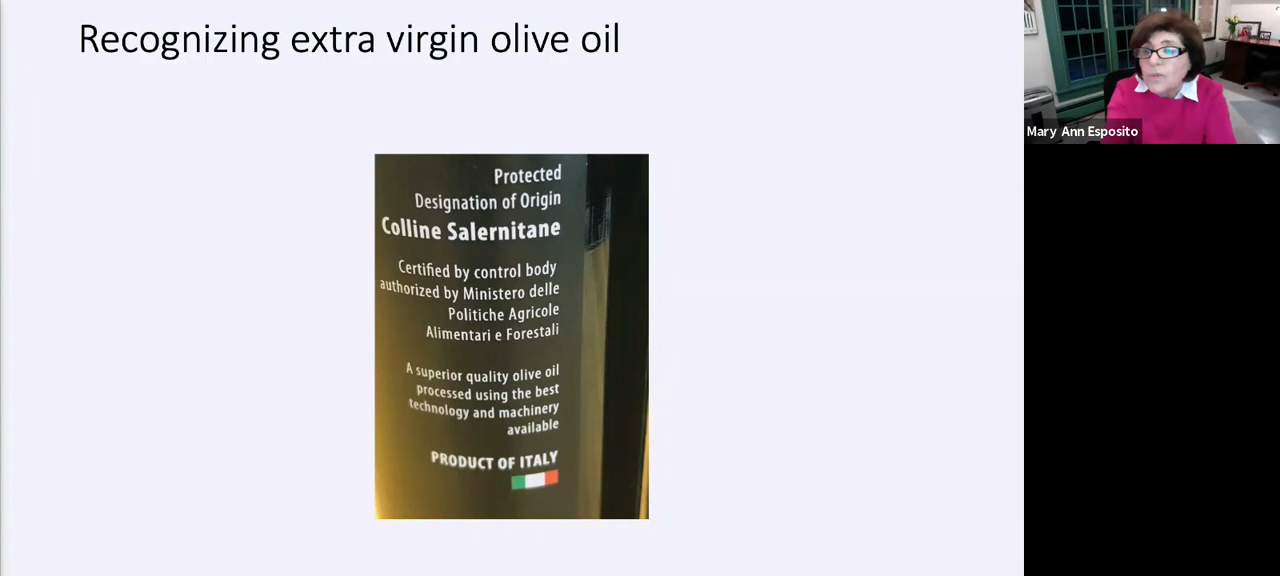 Recognizing extra virgin olive oil
Mary Ann Esposito
Protected
Designation of Origin
Colline Salernitane
Certified by control body
authorized by Ministero delle
Politiche Agricole
Alimentari e Forestali
A superior quality olive oil
processed using the best
technology and machinery
available
PRODUCT OF ITALY